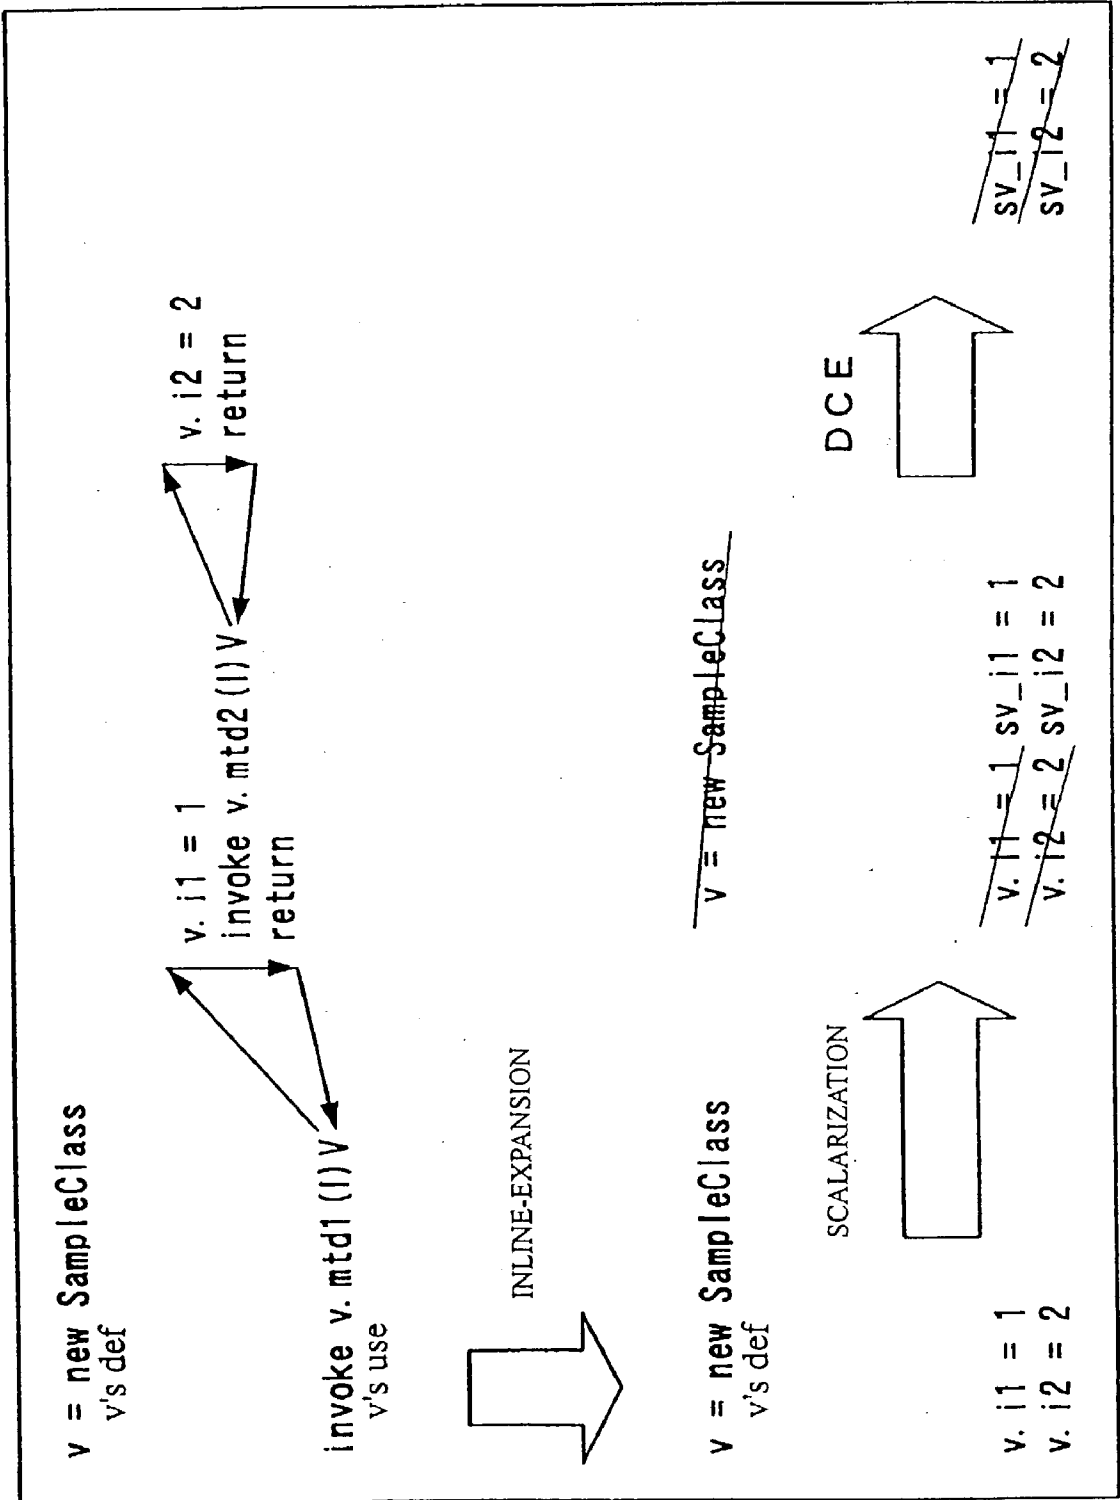 v = new SampleClass
v's def
invoke v.mtd1(I)V
v's use
v.i1 = 1
invoke v.mtd2(I)V
return
v.i2 = 2
return
INLINE-EXPANSION
v = new SampleClass
v's def
v.i1 = 1
v.i2 = 2
SCALARIZATION
v = new SampleClass
v.i1 = 1 sv_i1 = 1
v.i2 = 2 sv_i2 = 2
DCE
sv_i1 = 1
sv_i2 = 2